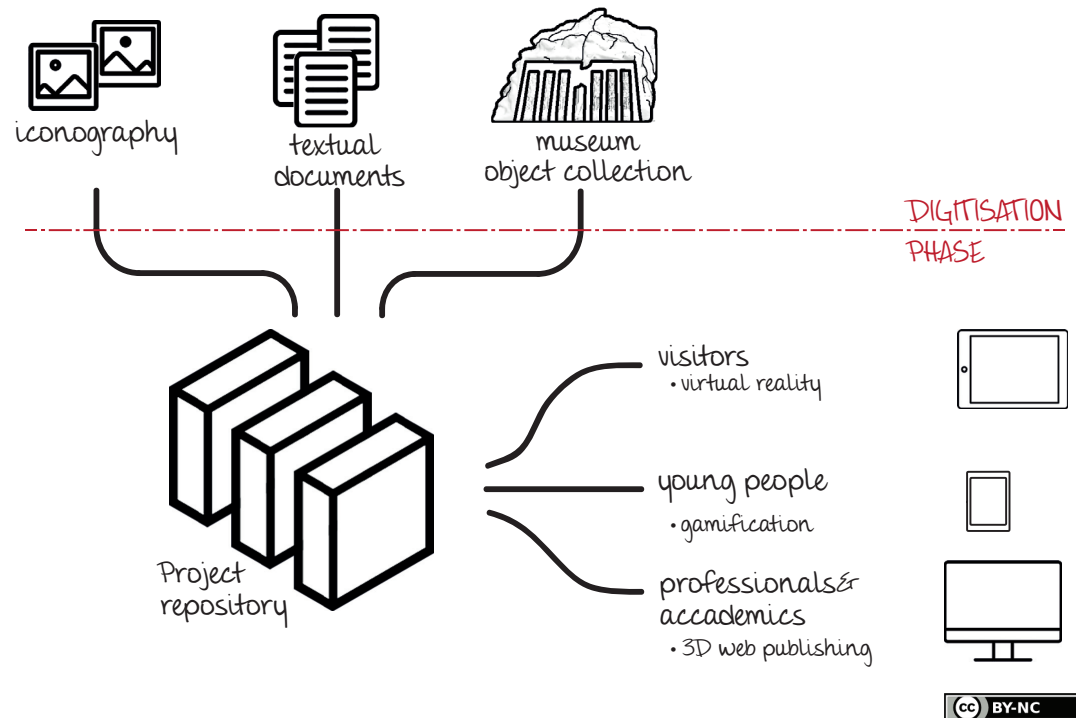 iconography
textual
documents
museum
object collection
DIGITISATION
PHASE
visitors
• virtual reality
young people
• gamification
Project
repository
professionals&
accademics
• 3D web publishing
cc BY-NC